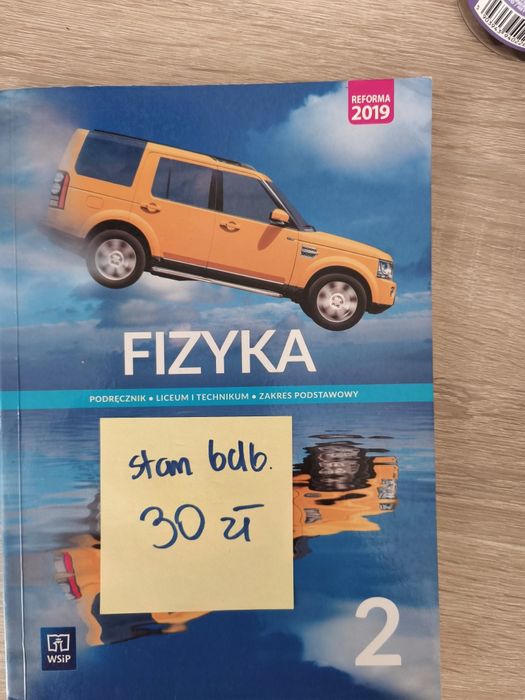 REFORMA
2019
FIZYKA
PODRĘCZNIK • LICEUM I TECHNIKUM • ZAKRES PODSTAWOWY
stan bdb.
30 zł
2
WSiP